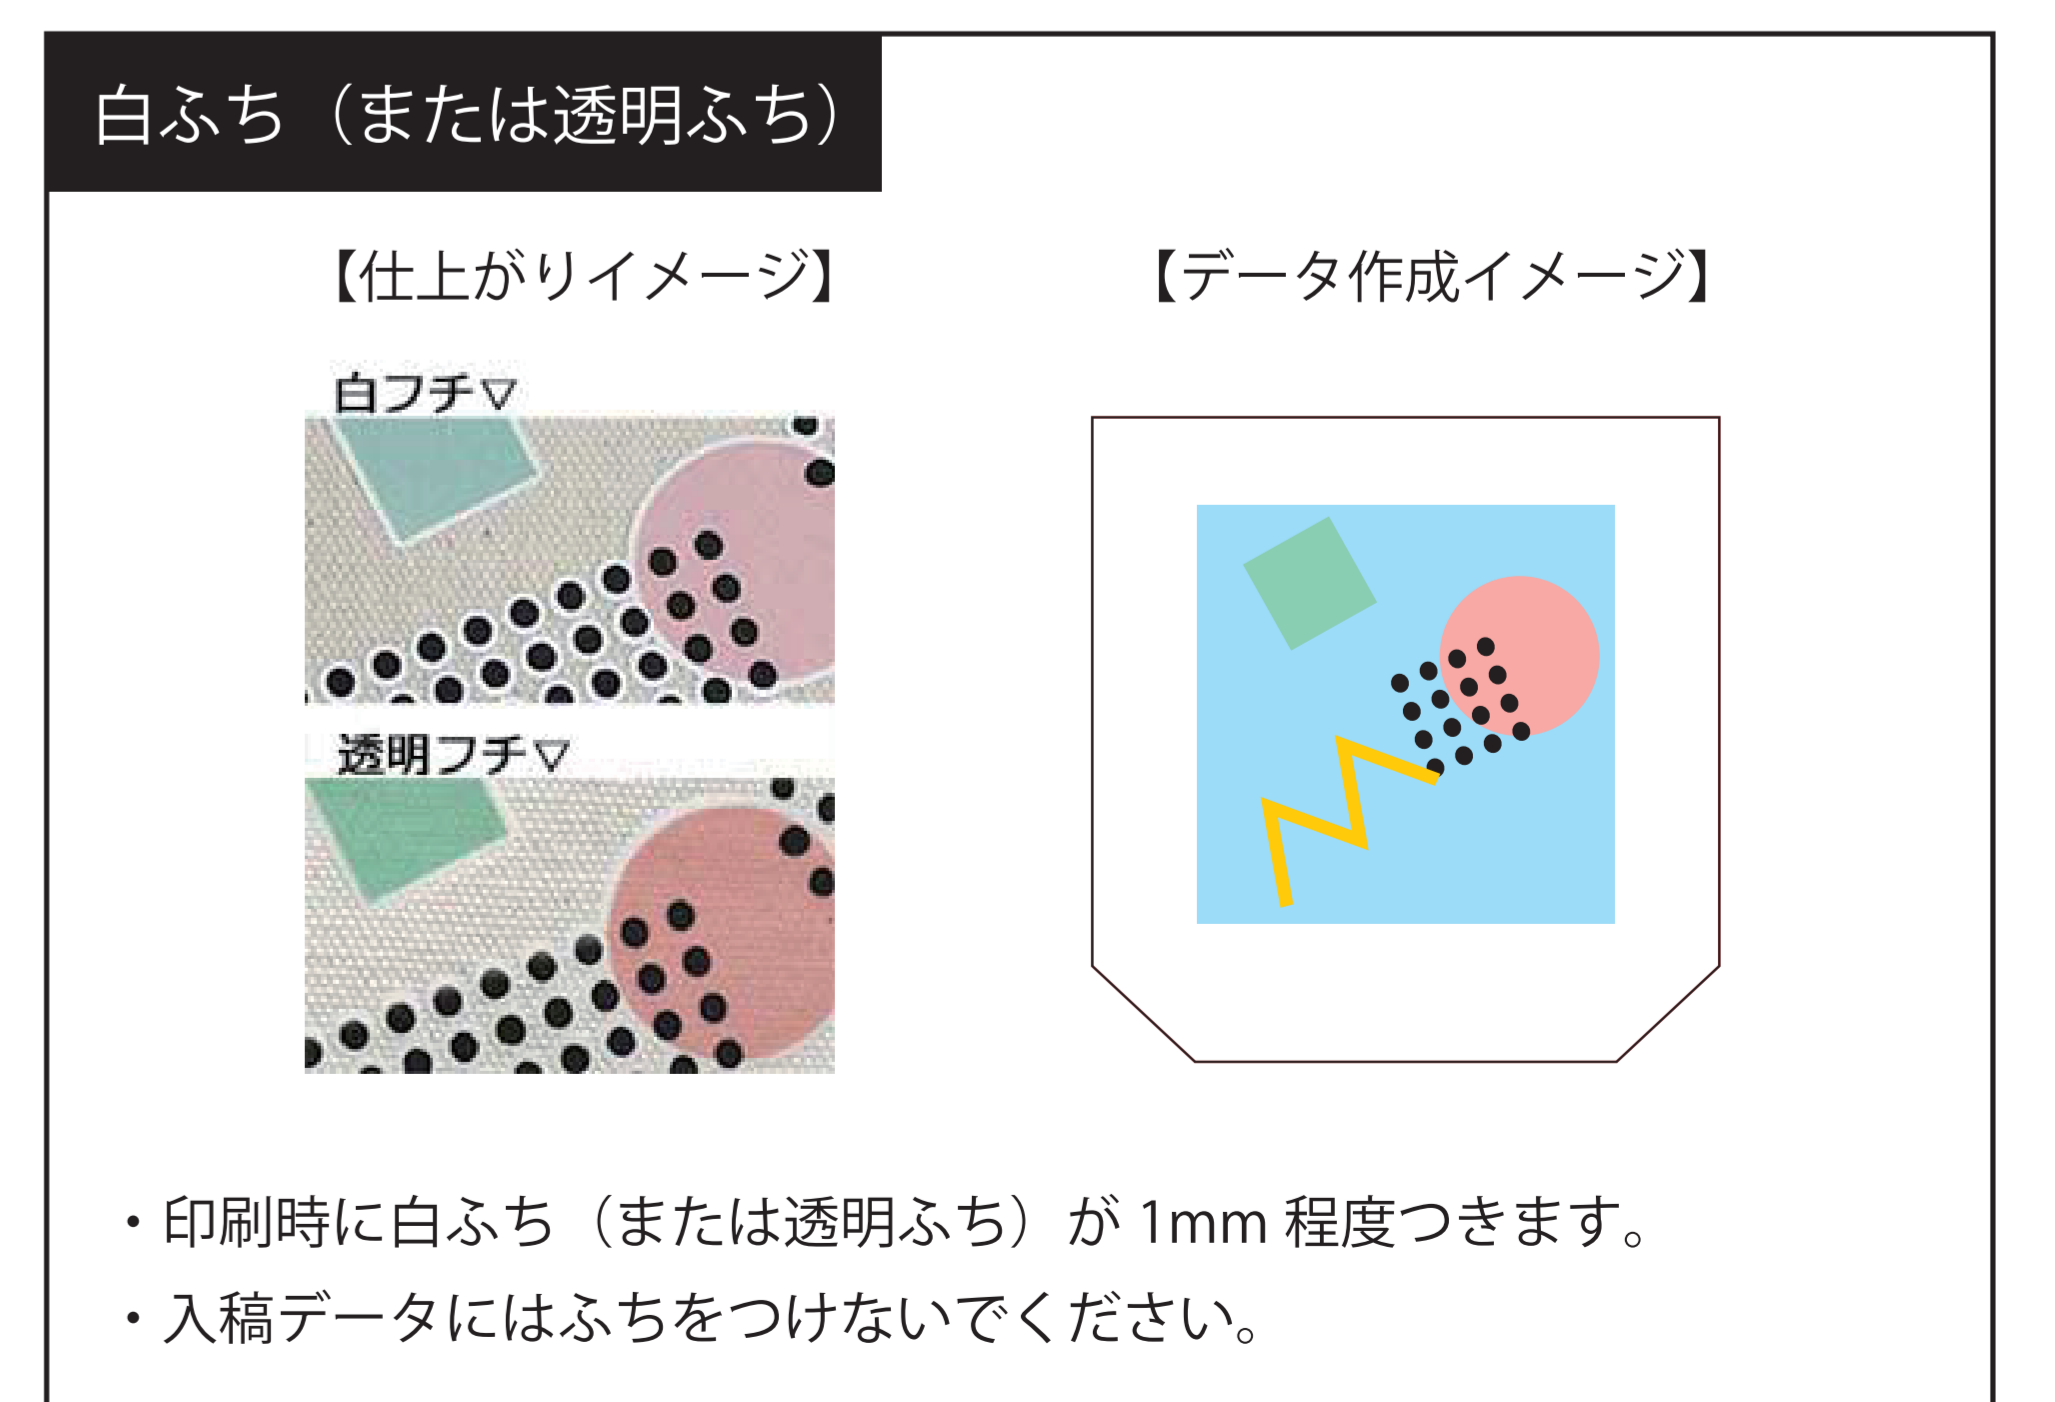 白ふち（または透明ふち）
【仕上がりイメージ】
【データ作成イメージ】
白フチ▽
透明フチ▽
・印刷時に白ふち（または透明ふち）が 1mm 程度つきます。
・入稿データにはふちをつけないでください。